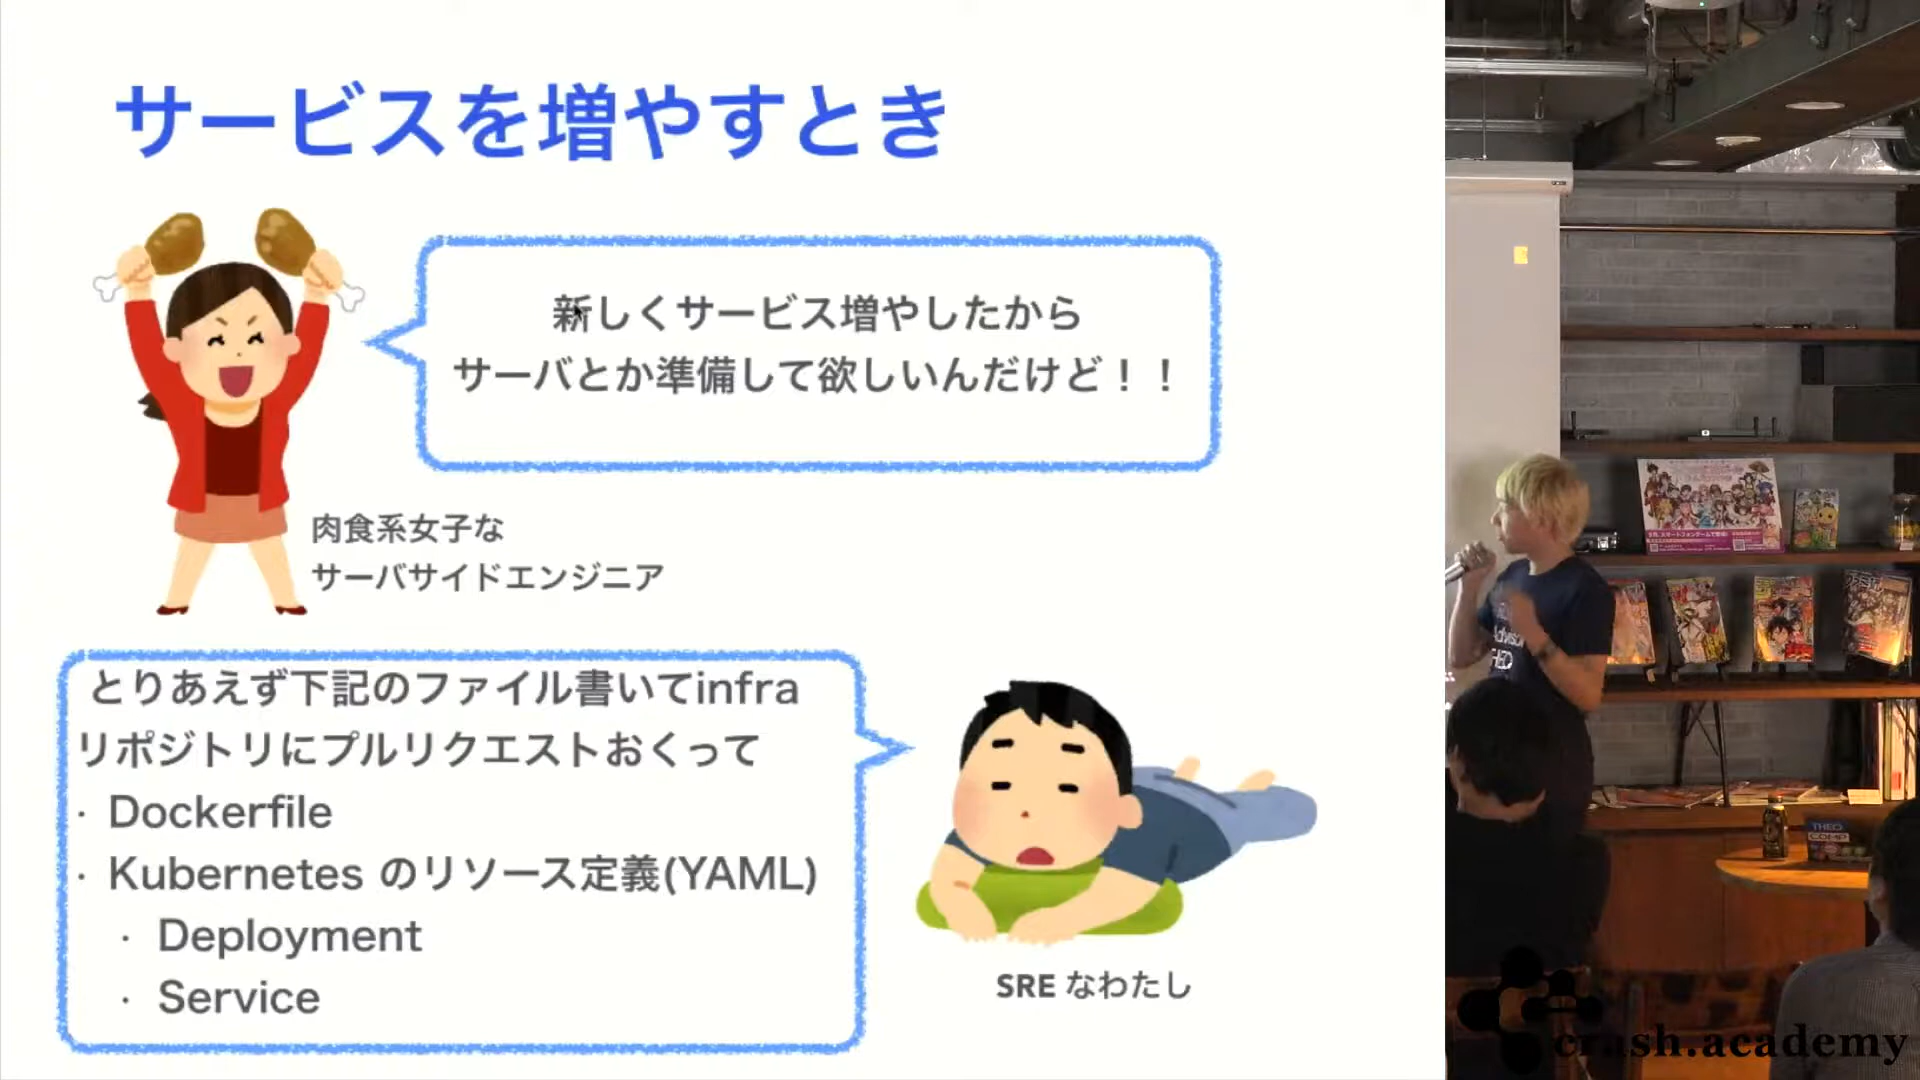 サービスを増やすとき
新しくサービス増やしたから
サーバとか準備して欲しいんだけど！！
肉食系女子な
サーバサイドエンジニア
とりあえず下記のファイル書いてinfra
リポジトリにプルリクエストおくって
・ Dockerfile
・ Kubernetes のリソース定義(YAML)
・ Deployment
・ Service
SRE なわたし
THEO
crash.academy